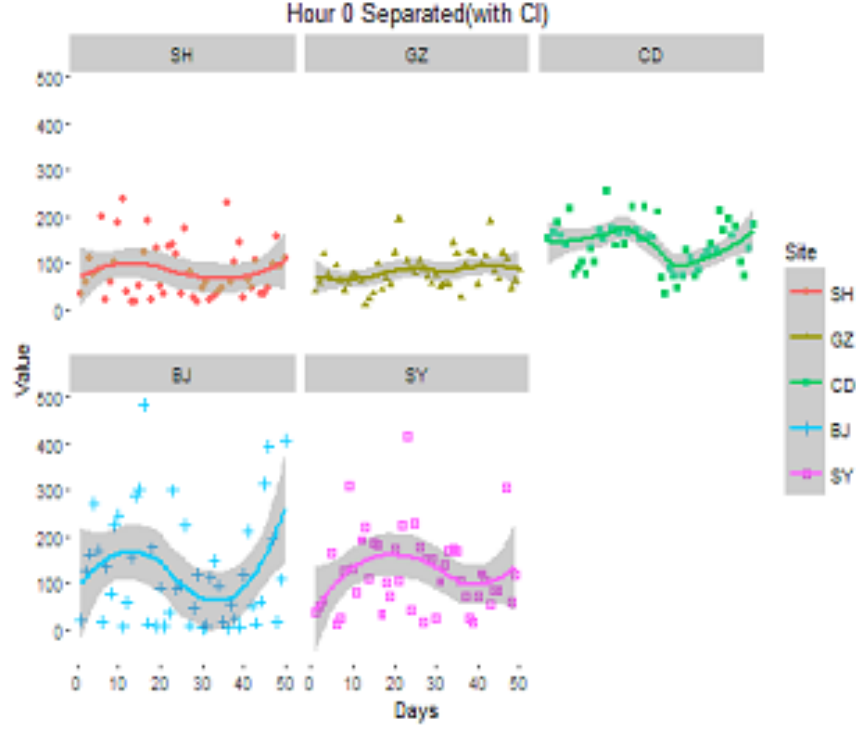 Hour 0 Separated(with CI)
SH GZ CD
500
400
300
200
100
0
Site
SH
GZ
CD
BJ
SY
Value
BJ SY
500
400
300
200
100
0
0 10 20 30 40 50 0 10 20 30 40 50
Days